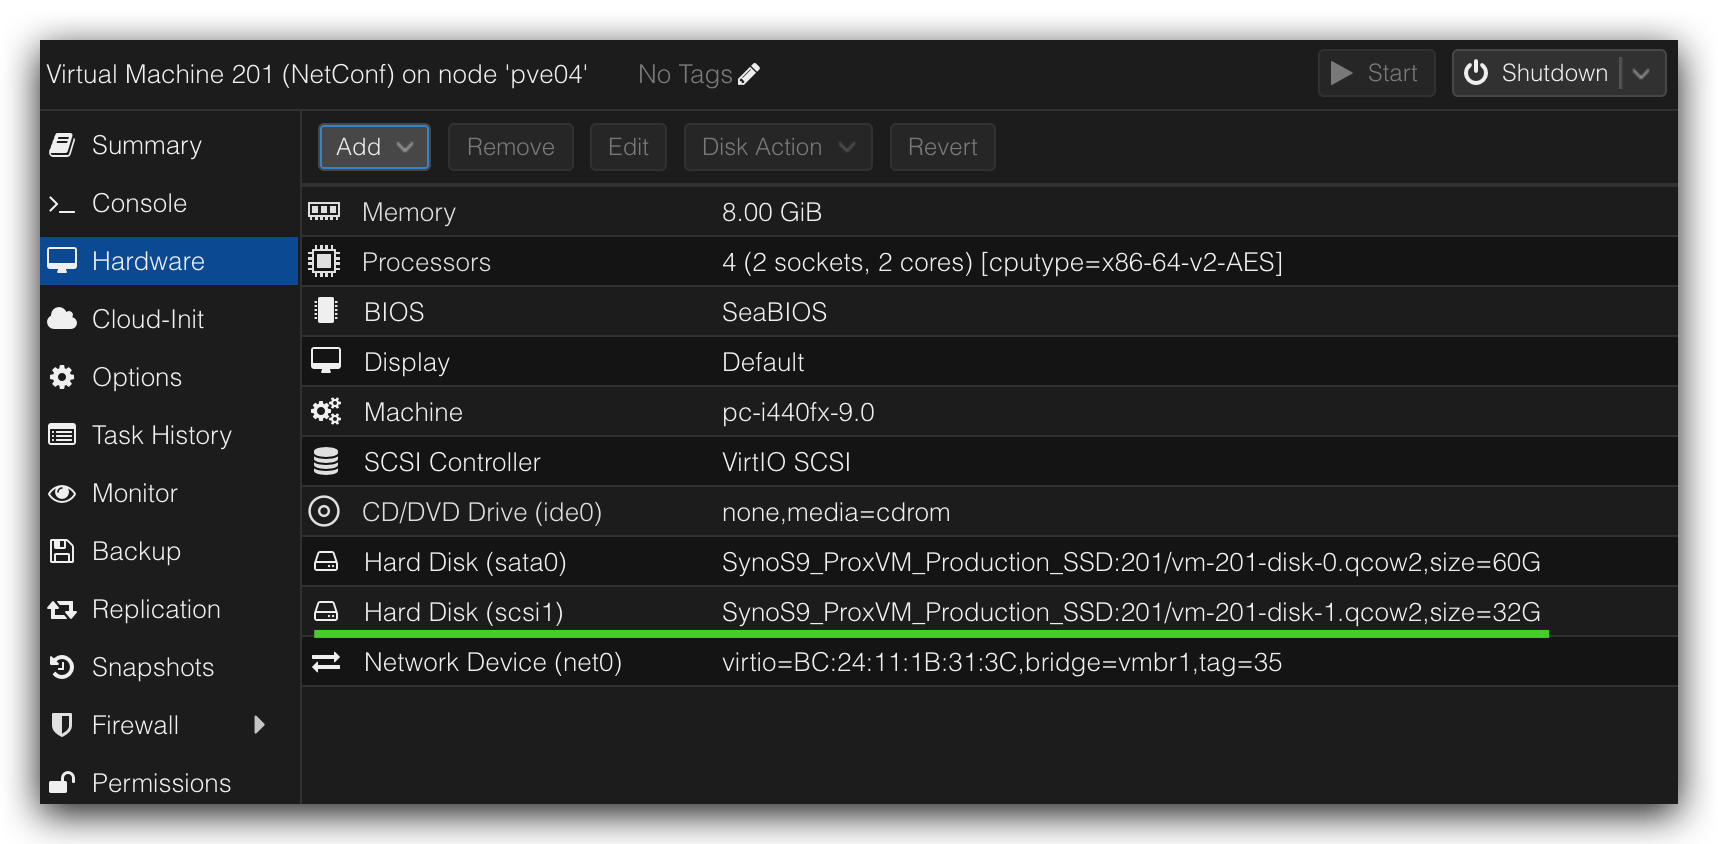 Virtual Machine 201 (NetConf) on node 'pve04' No Tags Start Shutdown
Summary
Console
Hardware
Cloud-Init
Options
Task History
Monitor
Backup
Replication
Snapshots
Firewall
Permissions
Add Remove Edit Disk Action Revert
Memory 8.00 GiB
Processors 4 (2 sockets, 2 cores) [cputype=x86-64-v2-AES]
BIOS SeaBIOS
Display Default
Machine pc-i440fx-9.0
SCSI Controller VirtIO SCSI
CD/DVD Drive (ide0) none,media=cdrom
Hard Disk (sata0) SynoS9_ProxVM_Production_SSD:201/vm-201-disk-0.qcow2,size=60G
Hard Disk (scsi1) SynoS9_ProxVM_Production_SSD:201/vm-201-disk-1.qcow2,size=32G
Network Device (net0) virtio=BC:24:11:1B:31:3C,bridge=vmbr1,tag=35